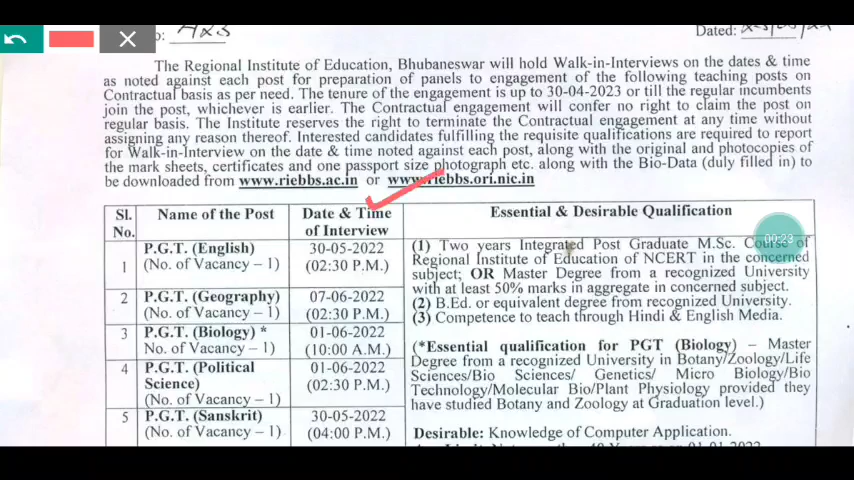 o:
Dated:
The Regional Institute of Education, Bhubaneswar will hold Walk-in-Interviews on the dates & time
as noted against each post for preparation of panels to engagement of the following teaching posts on
Contractual basis as per need. The tenure of the engagement is up to 30-04-2023 or till the regular incumbents
join the post, whichever is earlier. The Contractual engagement will confer no right to claim the post on
regular basis. The Institute reserves the right to terminate the Contractual engagement at any time without
assigning any reason thereof. Interested candidates fulfilling the requisite qualifications are required to report
for Walk-in-Interview on the date & time noted against each post, along with the original and photocopies of
the mark sheets, certificates and one passport size photograph etc. along with the Bio-Data (duly filled in) to
be downloaded from www.riebbs.ac.in or www.riebbs.ori.nic.in
Sl. No.
Name of the Post
Date & Time
of Interview
Essential & Desirable Qualification
1
P.G.T. (English)
(No. of Vacancy – 1)
30-05-2022
(02:30 P.M.)
2
P.G.T. (Geography)
(No. of Vacancy – 1)
07-06-2022
(02:30 P.M.)
3
P.G.T. (Biology) *
No. of Vacancy – 1)
01-06-2022
(10:00 A.M.)
4
P.G.T. (Political
Science)
(No. of Vacancy – 1)
01-06-2022
(02:30 P.M.)
5
P.G.T. (Sanskrit)
(No. of Vacancy – 1)
30-05-2022
(04:00 P.M.)
(1) Two years Integrated Post Graduate M.Sc. Course of
Regional Institute of Education of NCERT in the concerned
subject; OR Master Degree from a recognized University
with at least 50% marks in aggregate in concerned subject.
(2) B.Ed. or equivalent degree from recognized University.
(3) Competence to teach through Hindi & English Media.
(*Essential qualification for PGT (Biology) – Master
Degree from a recognized University in Botany/Zoology/Life
Sciences/Bio Sciences/ Genetics/ Micro Biology/Bio
Technology/Molecular Bio/Plant Physiology provided they
have studied Botany and Zoology at Graduation level.)
Desirable: Knowledge of Computer Application.
00:23